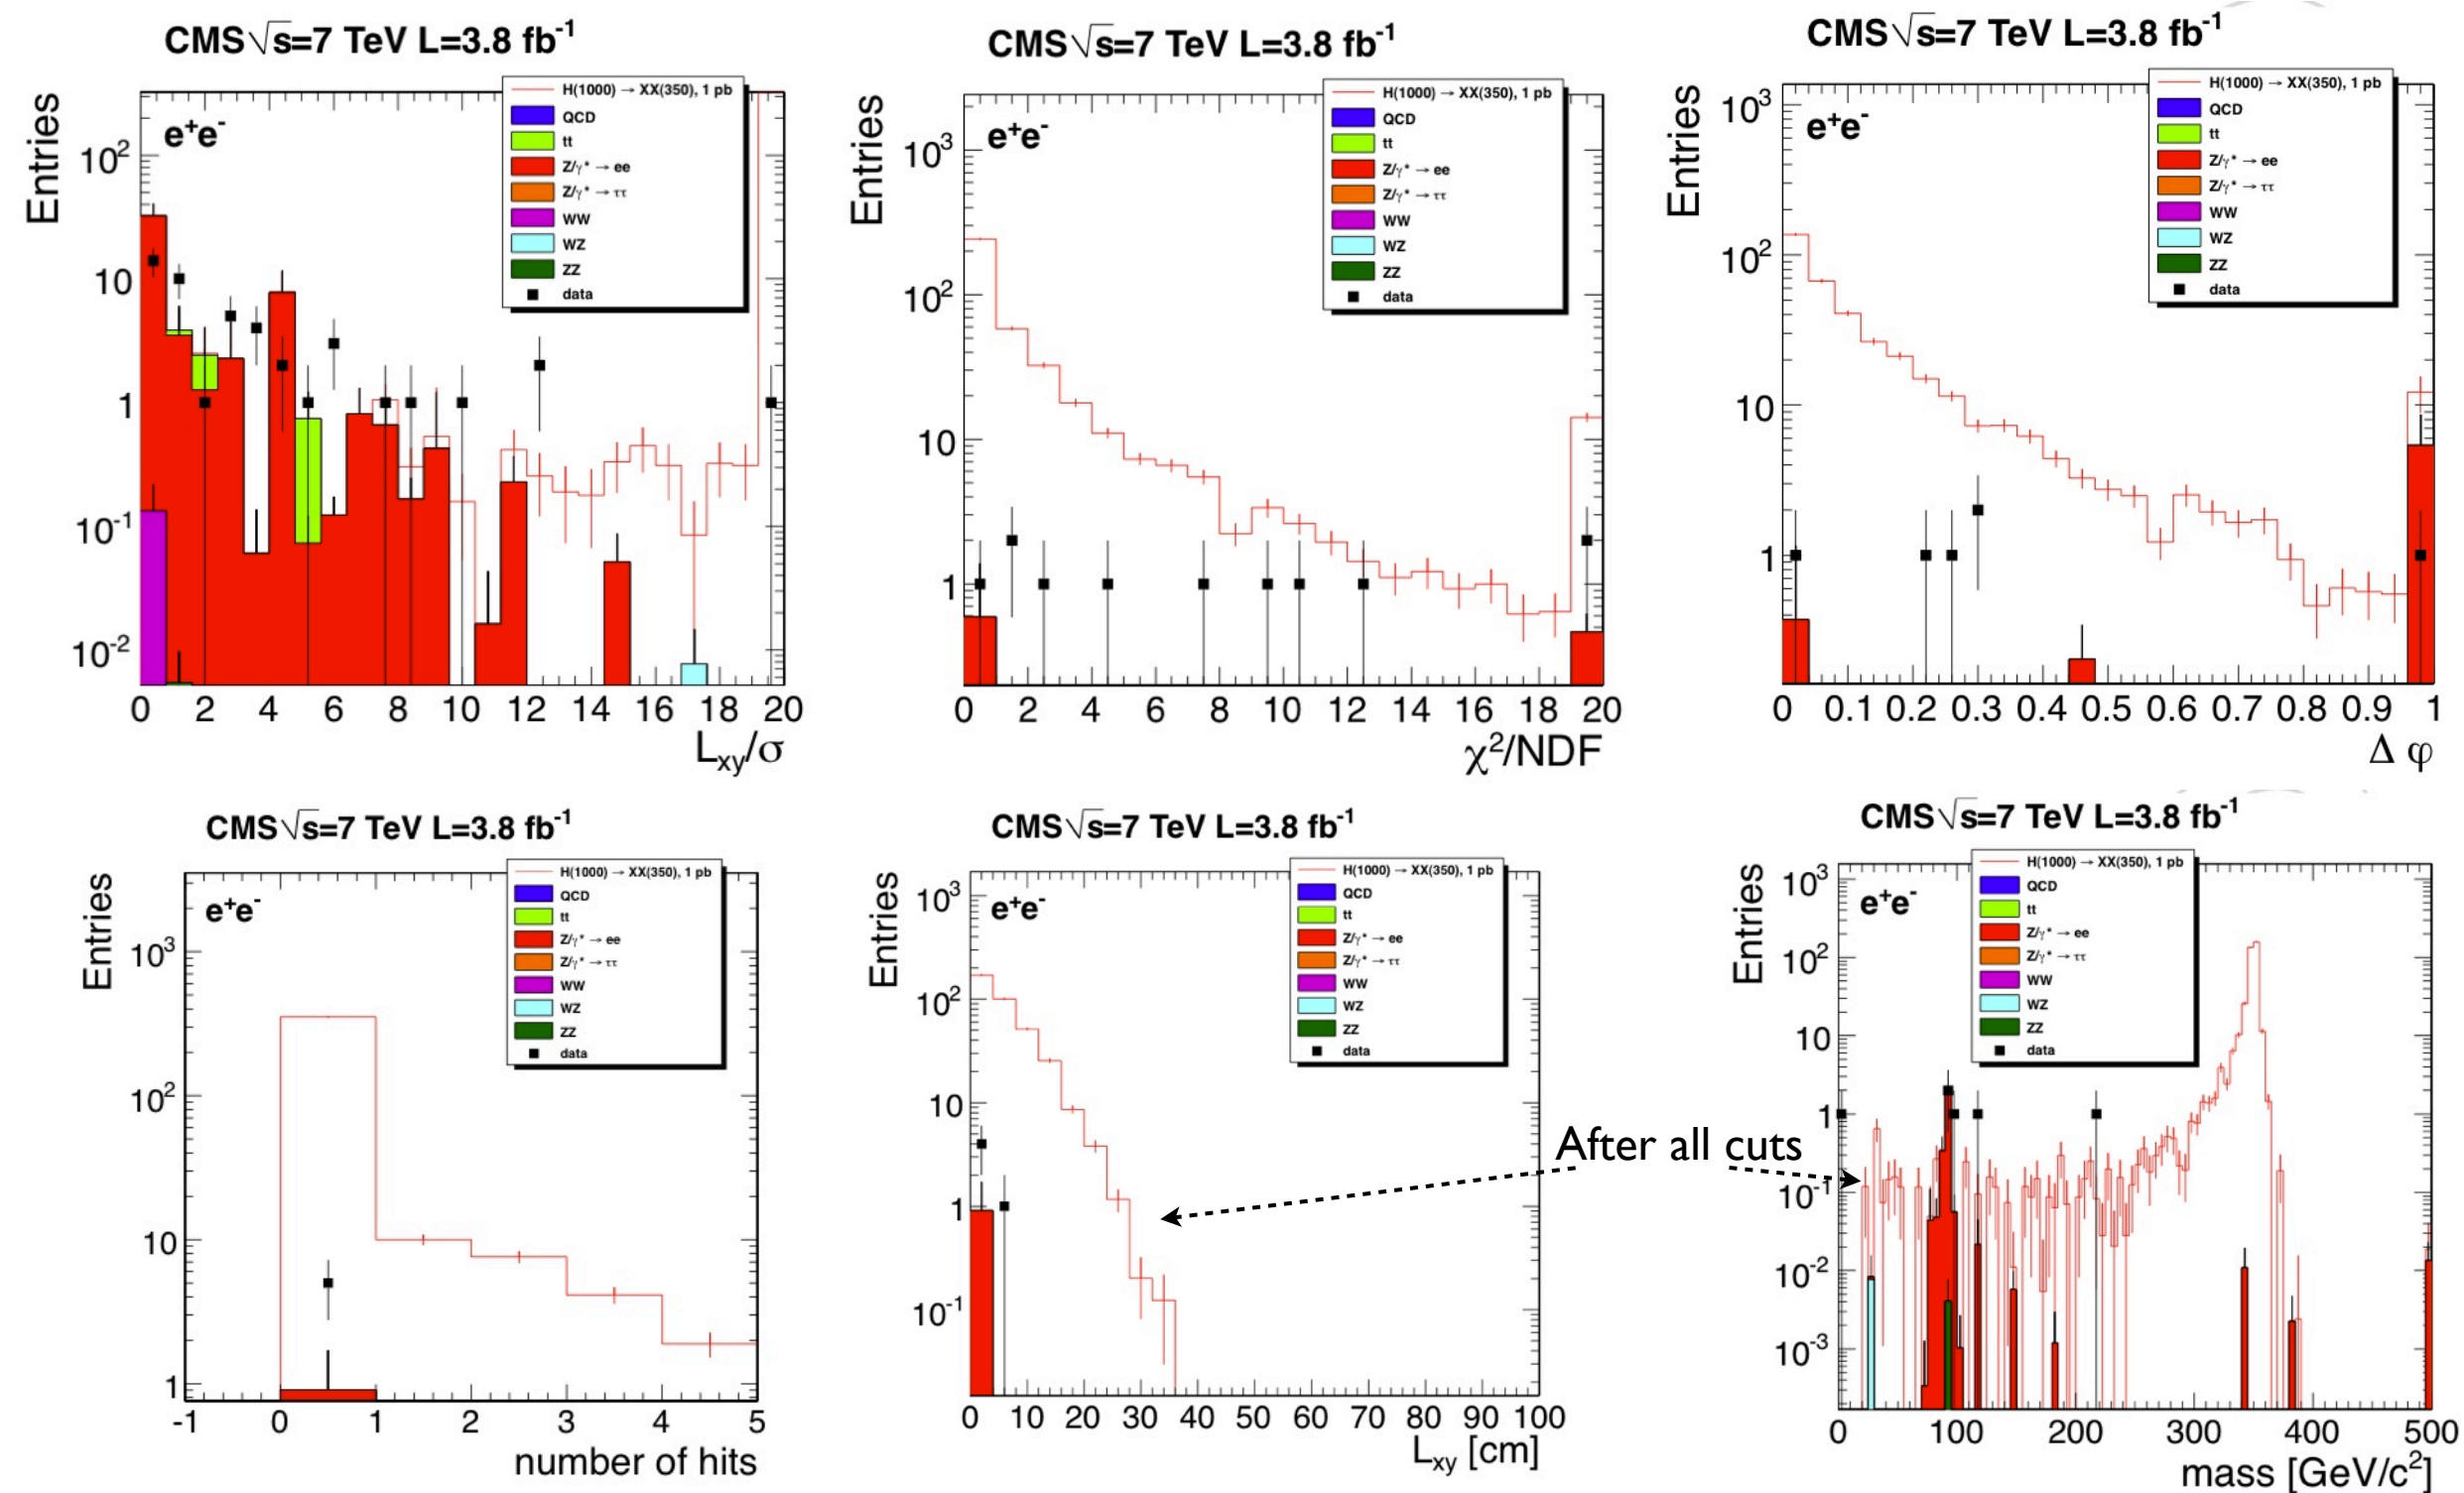 CMS √s=7 TeV L=3.8 fb⁻¹
Entries
e⁺e⁻
H(1000) → XX(350), 1 pb
QCD
tt
Z/γ* → ee
Z/γ* → ττ
WW
WZ
ZZ
data
10²
10
1
10⁻¹
10⁻²
0 2 4 6 8 10 12 14 16 18 20
Lxy/σ
CMS √s=7 TeV L=3.8 fb⁻¹
Entries
e⁺e⁻
H(1000) → XX(350), 1 pb
QCD
tt
Z/γ* → ee
Z/γ* → ττ
WW
WZ
ZZ
data
10³
10²
10
1
0 2 4 6 8 10 12 14 16 18 20
χ²/NDF
CMS √s=7 TeV L=3.8 fb⁻¹
Entries
e⁺e⁻
H(1000) → XX(350), 1 pb
QCD
tt
Z/γ* → ee
Z/γ* → ττ
WW
WZ
ZZ
data
10³
10²
10
1
0 0.1 0.2 0.3 0.4 0.5 0.6 0.7 0.8 0.9 1
Δ φ
CMS √s=7 TeV L=3.8 fb⁻¹
Entries
e⁺e⁻
H(1000) → XX(350), 1 pb
QCD
tt
Z/γ* → ee
Z/γ* → ττ
WW
WZ
ZZ
data
10³
10²
10
1
-1 0 1 2 3 4 5
number of hits
CMS √s=7 TeV L=3.8 fb⁻¹
Entries
e⁺e⁻
H(1000) → XX(350), 1 pb
QCD
tt
Z/γ* → ee
Z/γ* → ττ
WW
WZ
ZZ
data
10³
10²
10
1
10⁻¹
0 10 20 30 40 50 60 70 80 90 100
Lxy [cm]
After all cuts
CMS √s=7 TeV L=3.8 fb⁻¹
Entries
e⁺e⁻
H(1000) → XX(350), 1 pb
QCD
tt
Z/γ* → ee
Z/γ* → ττ
WW
WZ
ZZ
data
10³
10²
10
1
10⁻¹
10⁻²
10⁻³
0 100 200 300 400 500
mass [GeV/c²]